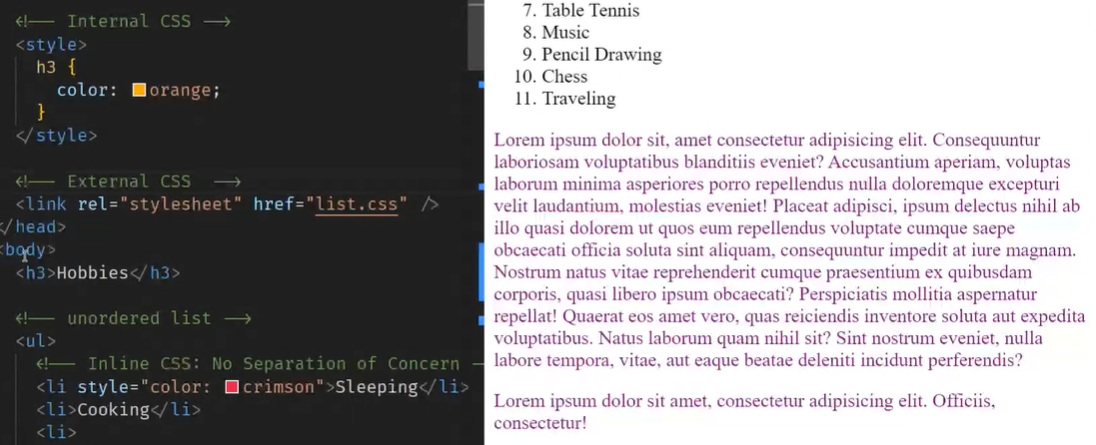 <!-- Internal CSS -->
<style>
h3 {
color: orange;
}
</style>
<!-- External CSS -->
<link rel="stylesheet" href="list.css" />
</head>
<body>
<h3>Hobbies</h3>
<!-- unordered list -->
<ul>
<!-- Inline CSS: No Separation of Concern -
<li style="color: crimson">Sleeping</li>
<li>Cooking</li>
<li>
7. Table Tennis
8. Music
9. Pencil Drawing
10. Chess
11. Traveling
Lorem ipsum dolor sit, amet consectetur adipisicing elit. Consequuntur
laboriosam voluptatibus blanditiis eveniet? Accusantium aperiam, voluptas
laborum minima asperiores porro repellendus nulla doloremque excepturi
velit laudantium, molestias eveniet! Placeat adipisci, ipsum delectus nihil ab
illo quasi dolorem ut quos eum repellendus voluptate cumque saepe
obcaecati officia soluta sint aliquam, consequuntur impedit at iure magnam.
Nostrum natus vitae reprehenderit cumque praesentium ex quibusdam
corporis, quasi libero ipsum obcaecati? Perspiciatis mollitia aspernatur
repellat! Quaerat eos amet vero, quas reiciendis inventore soluta aut expedita
voluptatibus. Natus laborum quam nihil sit? Sint nostrum eveniet, nulla
labore tempora, vitae, aut eaque beatae deleniti incidunt perferendis?
Lorem ipsum dolor sit amet, consectetur adipisicing elit. Officiis,
consectetur!